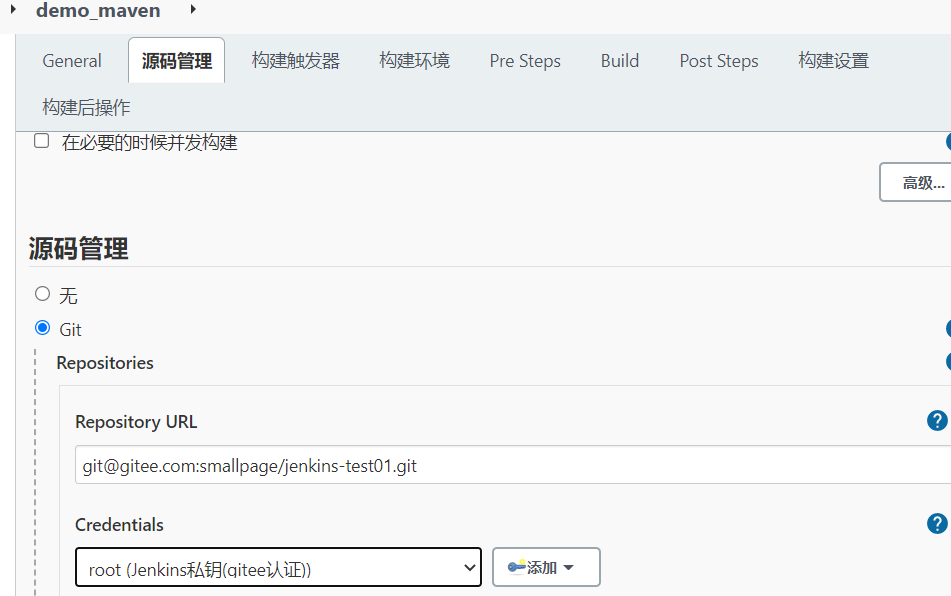 demo_maven
General 源码管理 构建触发器 构建环境 Pre Steps Build Post Steps 构建设置
构建后操作
在必要的时候并发构建
高级...
源码管理
无
Git
Repositories
Repository URL
?
git@gitee.com:smallpage/jenkins-test01.git
Credentials
?
root (Jenkins私钥(gitee认证))
添加